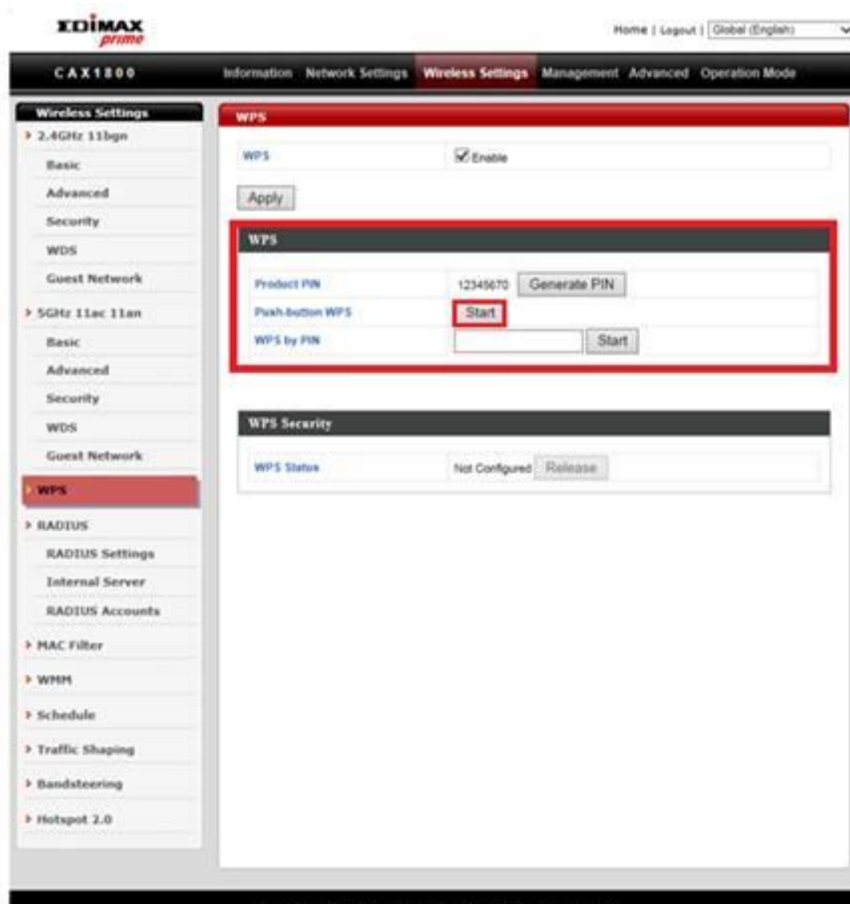 EDIMAX
prime
Home | Logout | Global (English)
CAX1800
Information Network Settings Wireless Settings Management Advanced Operation Mode
Wireless Settings
2.4GHz 11bgn
Basic
Advanced
Security
WDS
Guest Network
5GHz 11ac 11an
Basic
Advanced
Security
WDS
Guest Network
WPS
RADIUS
RADIUS Settings
Internal Server
RADIUS Accounts
MAC Filter
WMM
Schedule
Traffic Shaping
Bandsteering
Hotspot 2.0
WPS
WPS Enable
Apply
WPS
Product PIN 12345670 Generate PIN
Push-button WPS Start
WPS by PIN Start
WPS Security
WPS Status Not Configured Release